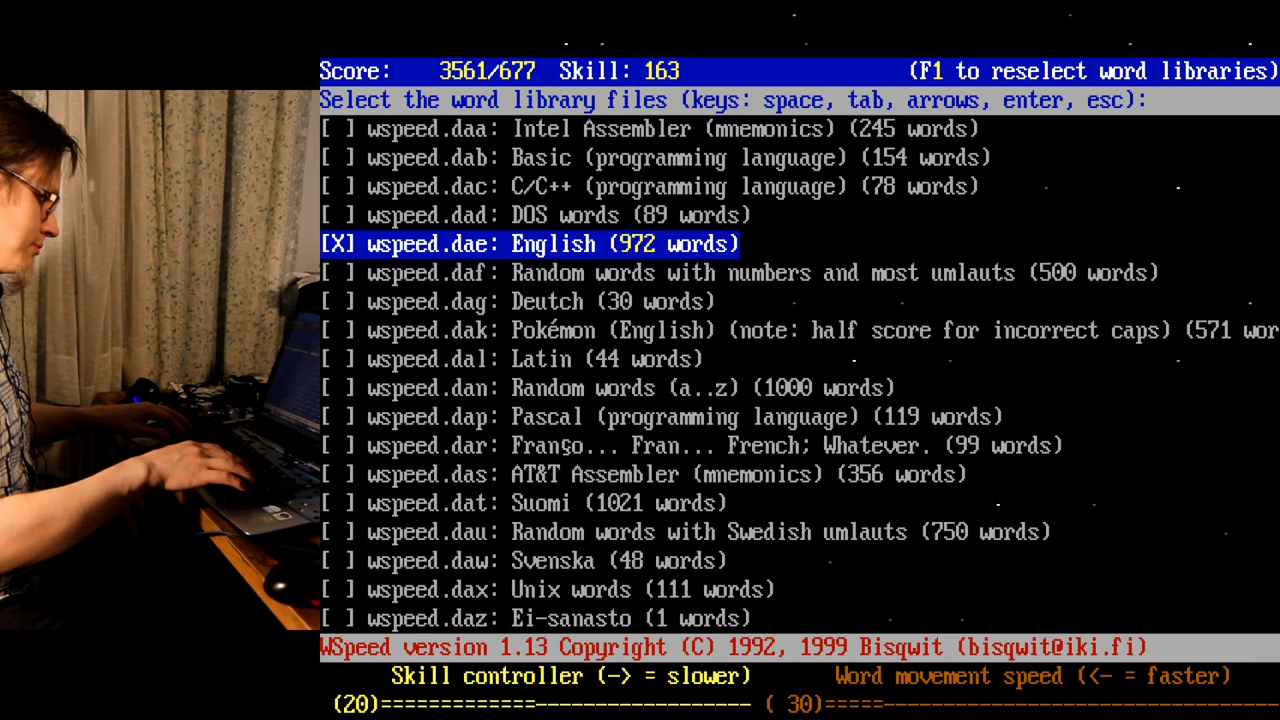 Score:    3561/677  Skill: 163    (F1 to reselect word libraries)
Select the word library files (keys: space, tab, arrows, enter, esc):
[ ] wspeed.daa: Intel Assembler (mnemonics) (245 words)
[ ] wspeed.dab: Basic (programming language) (154 words)
[ ] wspeed.dac: C/C++ (programming language) (78 words)
[ ] wspeed.dad: DOS words (89 words)
[X] wspeed.dae: English (972 words)
[ ] wspeed.daf: Random words with numbers and most umlauts (500 words)
[ ] wspeed.dag: Deutch (30 words)
[ ] wspeed.dak: Pokémon (English) (note: half score for incorrect caps) (571 wor
[ ] wspeed.dal: Latin (44 words)
[ ] wspeed.dan: Random words (a..z) (1000 words)
[ ] wspeed.dap: Pascal (programming language) (119 words)
[ ] wspeed.dar: Franço... Fran... French; Whatever. (99 words)
[ ] wspeed.das: AT&T Assembler (mnemonics) (356 words)
[ ] wspeed.dat: Suomi (1021 words)
[ ] wspeed.dau: Random words with Swedish umlauts (750 words)
[ ] wspeed.daw: Svenska (48 words)
[ ] wspeed.dax: Unix words (111 words)
[ ] wspeed.daz: Ei-sanasto (1 words)
WSpeed version 1.13 Copyright (C) 1992, 1999 Bisqwit (bisqwit@iki.fi)
Skill controller (-> = slower)    Word movement speed (<- = faster)
(20)=============------------------ ( 30)=====---------------------------------